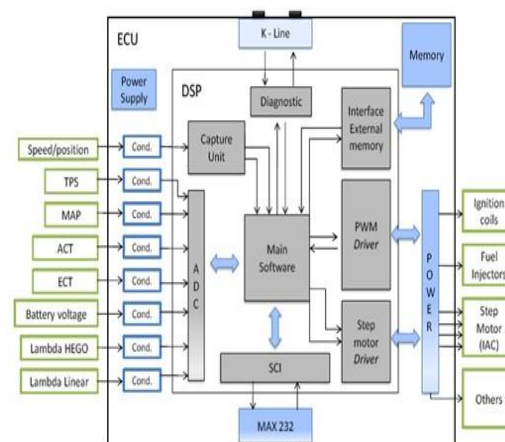 ECU
K - Line
Memory
Power
Supply
DSP
Diagnostic
Interface
External
memory
Capture
Unit
Speed/position
Cond.
TPS
Cond.
MAP
Cond.
ACT
Cond.
ECT
Cond.
Battery voltage
Cond.
Lambda HEGO
Cond.
Lambda Linear
Cond.
ADC
Main
Software
PWM
Driver
Step
motor
Driver
SCI
MAX 232
POWER
Ignition
coils
Fuel
Injectors
Step
Motor
(IAC)
Others